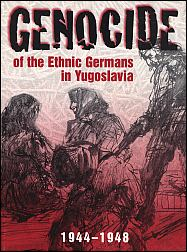 GENOCIDE
of the Ethnic Germans
in Yugoslavia
1944-1948